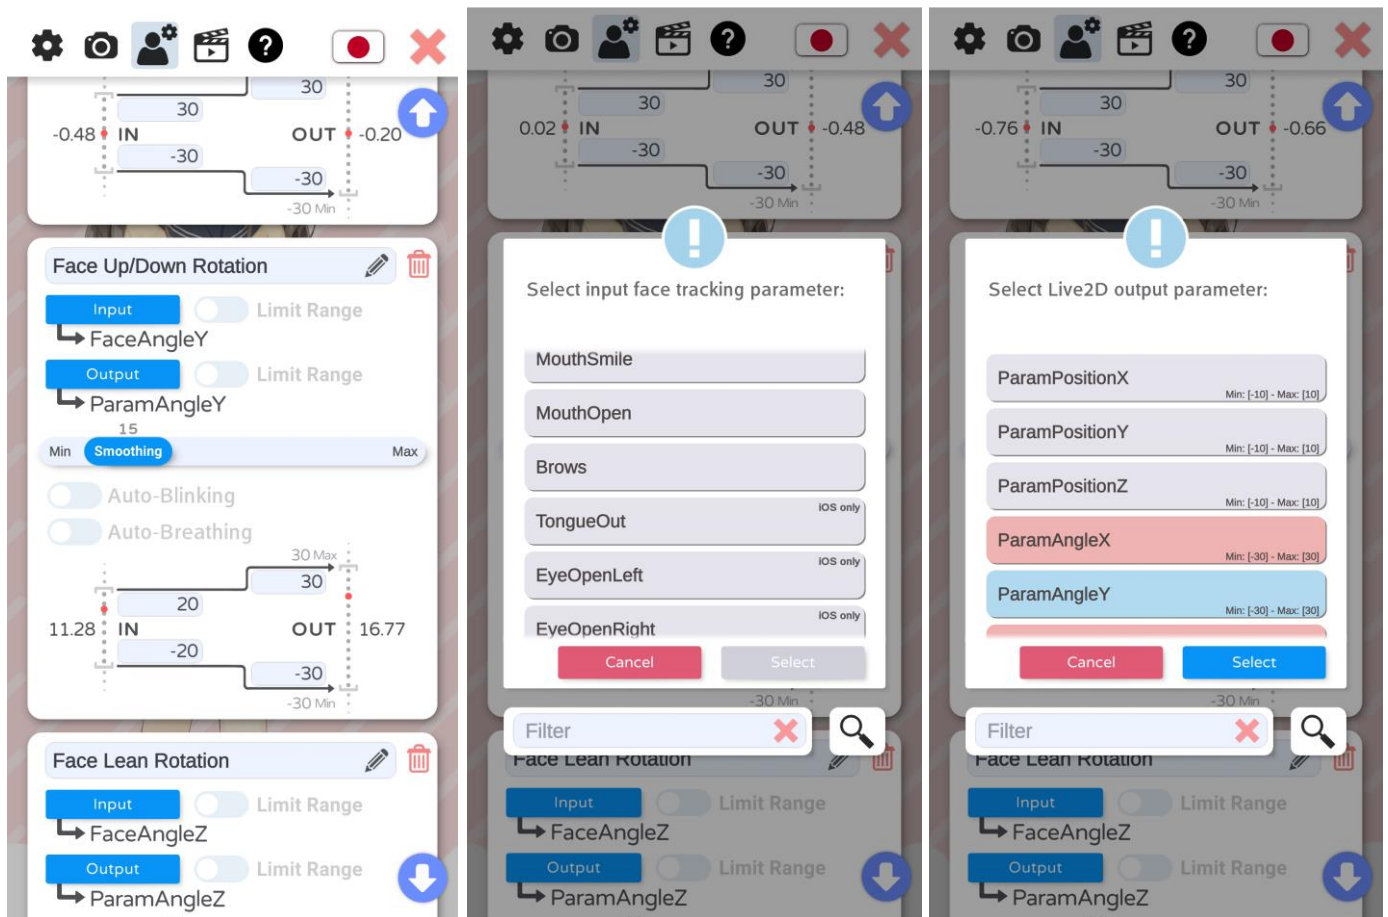 30
30
-0.48 IN OUT -0.20
-30
-30
-30 Min
Face Up/Down Rotation
Input Limit Range
FaceAngleY
Output Limit Range
ParamAngleY
15
Min Smoothing Max
Auto-Blinking
Auto-Breathing
30 Max
30
20
11.28 IN OUT 16.77
-20
-30
-30 Min
Face Lean Rotation
Input Limit Range
FaceAngleZ
Output Limit Range
ParamAngleZ
30
30
0.02 IN OUT -0.48
-30
-30
-30 Min
Select input face tracking parameter:
MouthSmile
MouthOpen
Brows
TongueOut iOS only
EyeOpenLeft iOS only
EyeOpenRight iOS only
Cancel Select
-30 Min
Filter
Face Lean Rotation
Input Limit Range
FaceAngleZ
Output Limit Range
ParamAngleZ
30
30
-0.76 IN OUT -0.66
-30
-30
-30 Min
Select Live2D output parameter:
ParamPositionX
Min: [-10] - Max: [10]
ParamPositionY
Min: [-10] - Max: [10]
ParamPositionZ
Min: [-10] - Max: [10]
ParamAngleX
Min: [-30] - Max: [30]
ParamAngleY
Min: [-30] - Max: [30]
Cancel Select
-30 Min
Filter
Face Lean Rotation
Input Limit Range
FaceAngleZ
Output Limit Range
ParamAngleZ